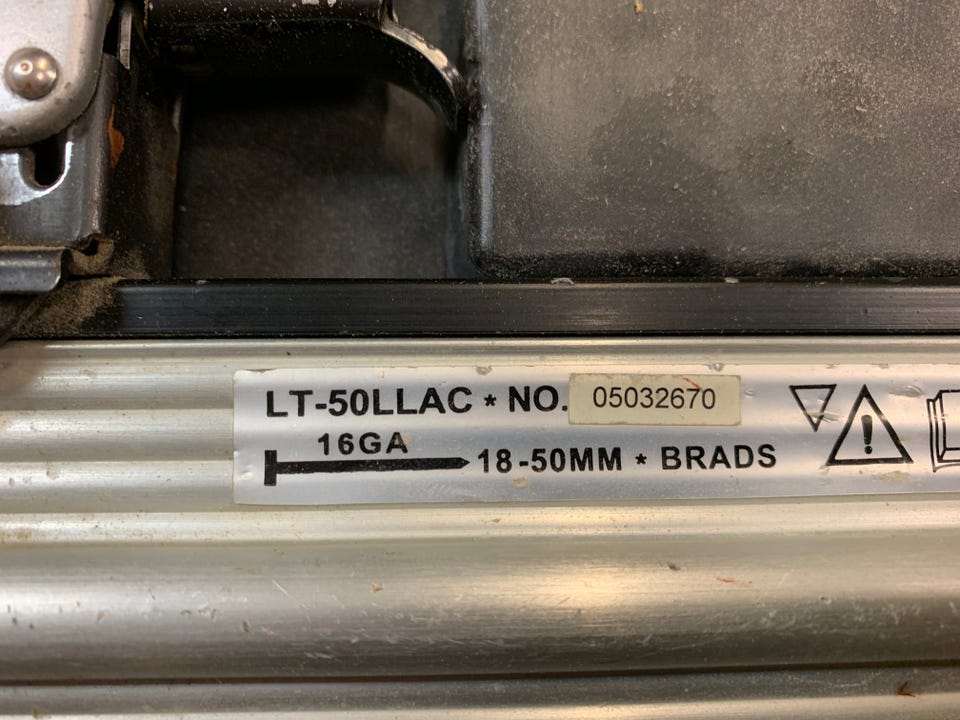 LT-50LLAC * NO. 05032670
16GA
18-50MM * BRADS
!